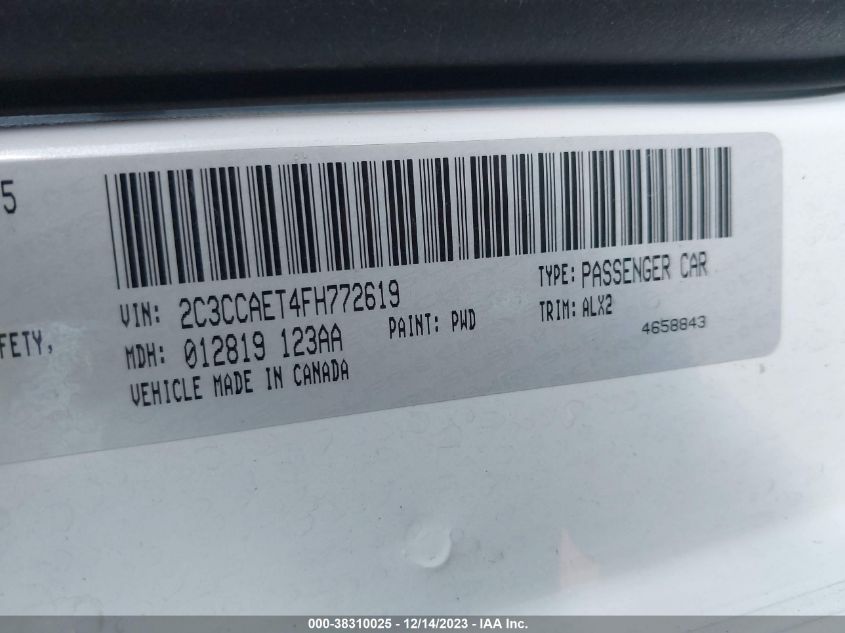 5
FETY,
VIN: 2C3CCAET4FH772619
TYPE: PASSENGER CAR
MDH: 012819 123AA
PAINT: PWD
TRIM: ALX2
VEHICLE MADE IN CANADA
4658843
000-38310025 - 12/14/2023 - IAA Inc.